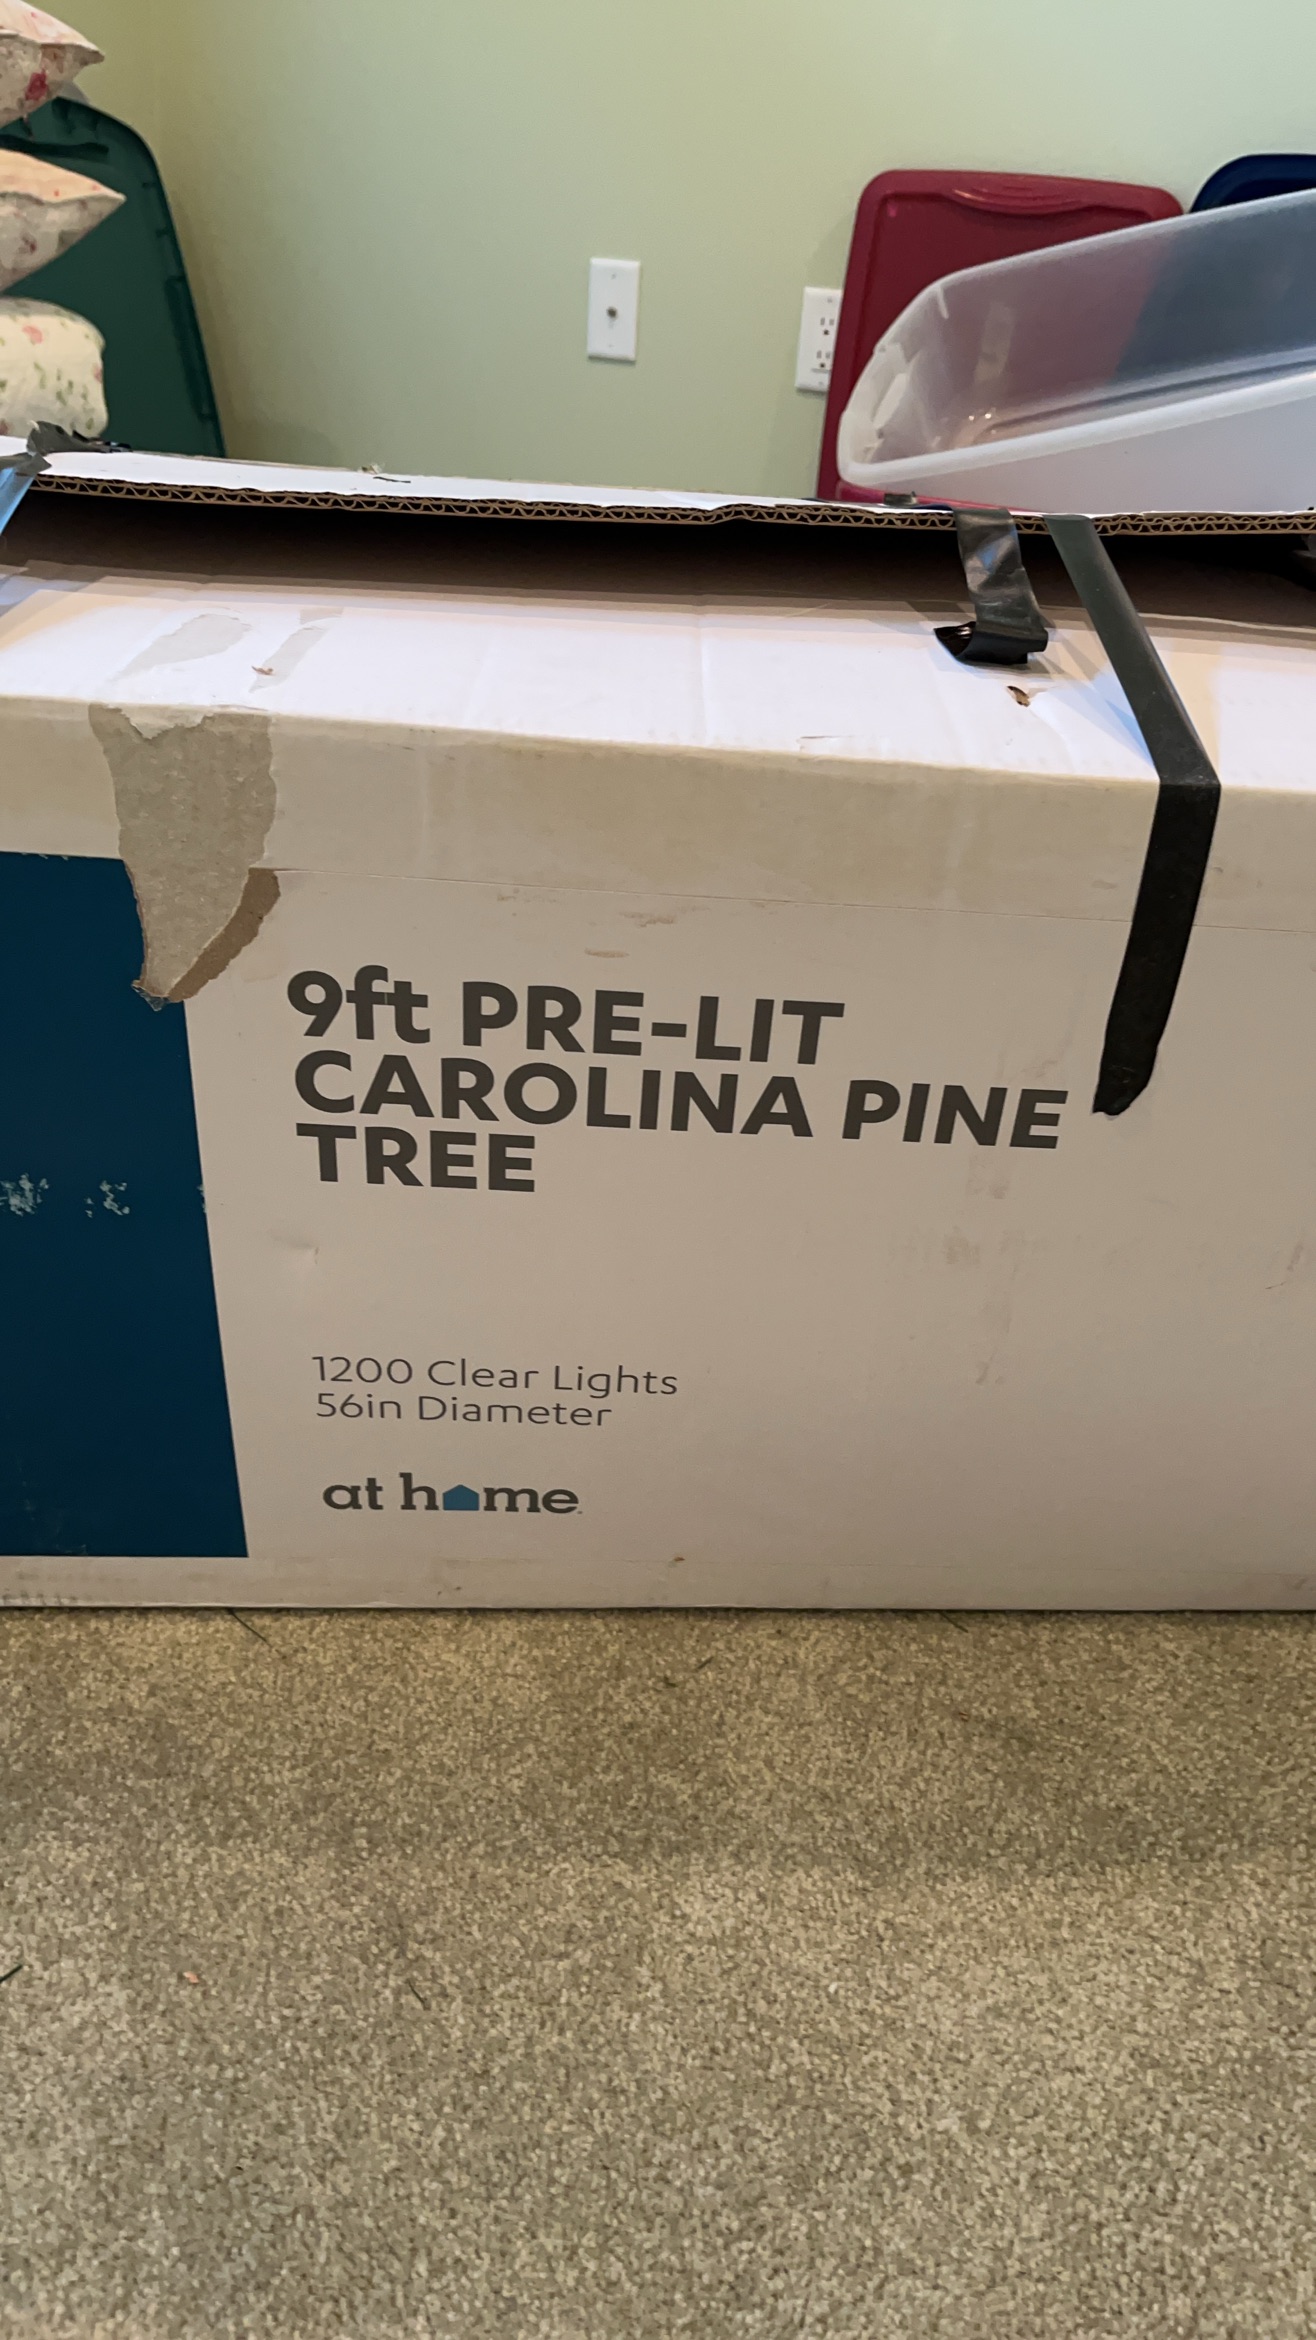 9ft PRE-LIT
CAROLINA PINE
TREE
1200 Clear Lights
56in Diameter
at home